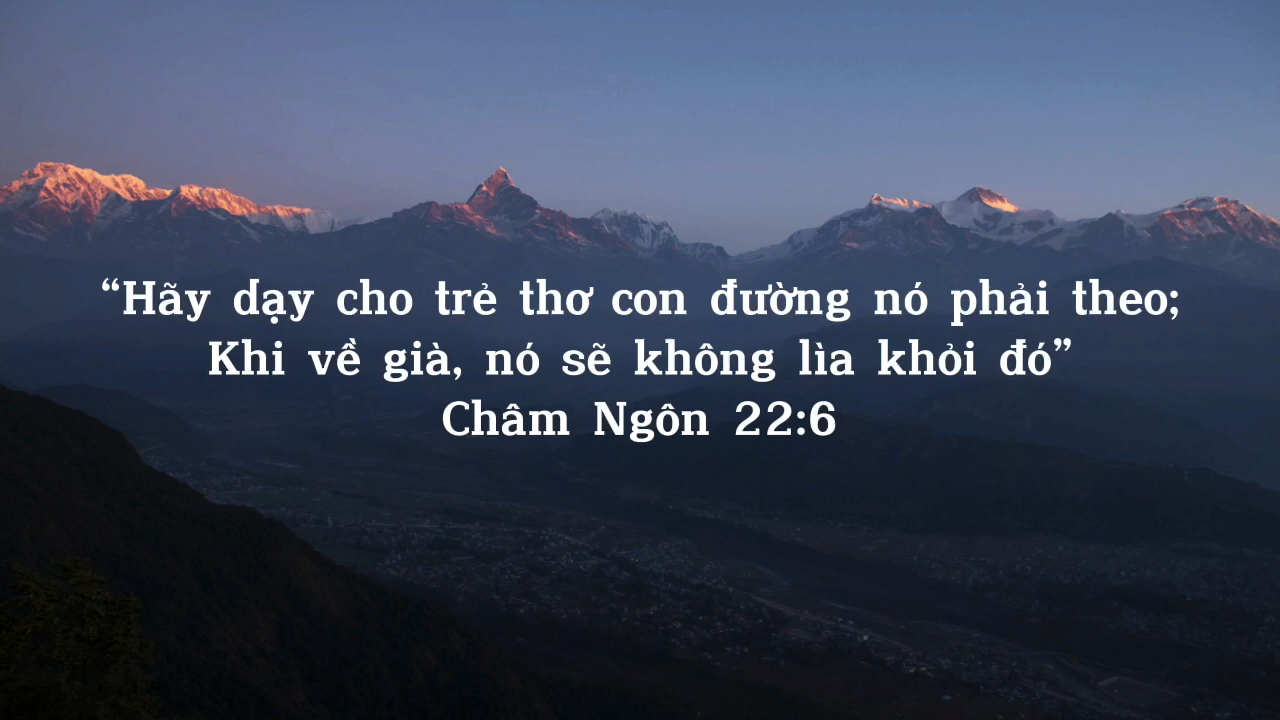 “Hãy dạy cho trẻ thơ con đường nó phải theo;
Khi về già, nó sẽ không lìa khỏi đó”
Châm Ngôn 22:6